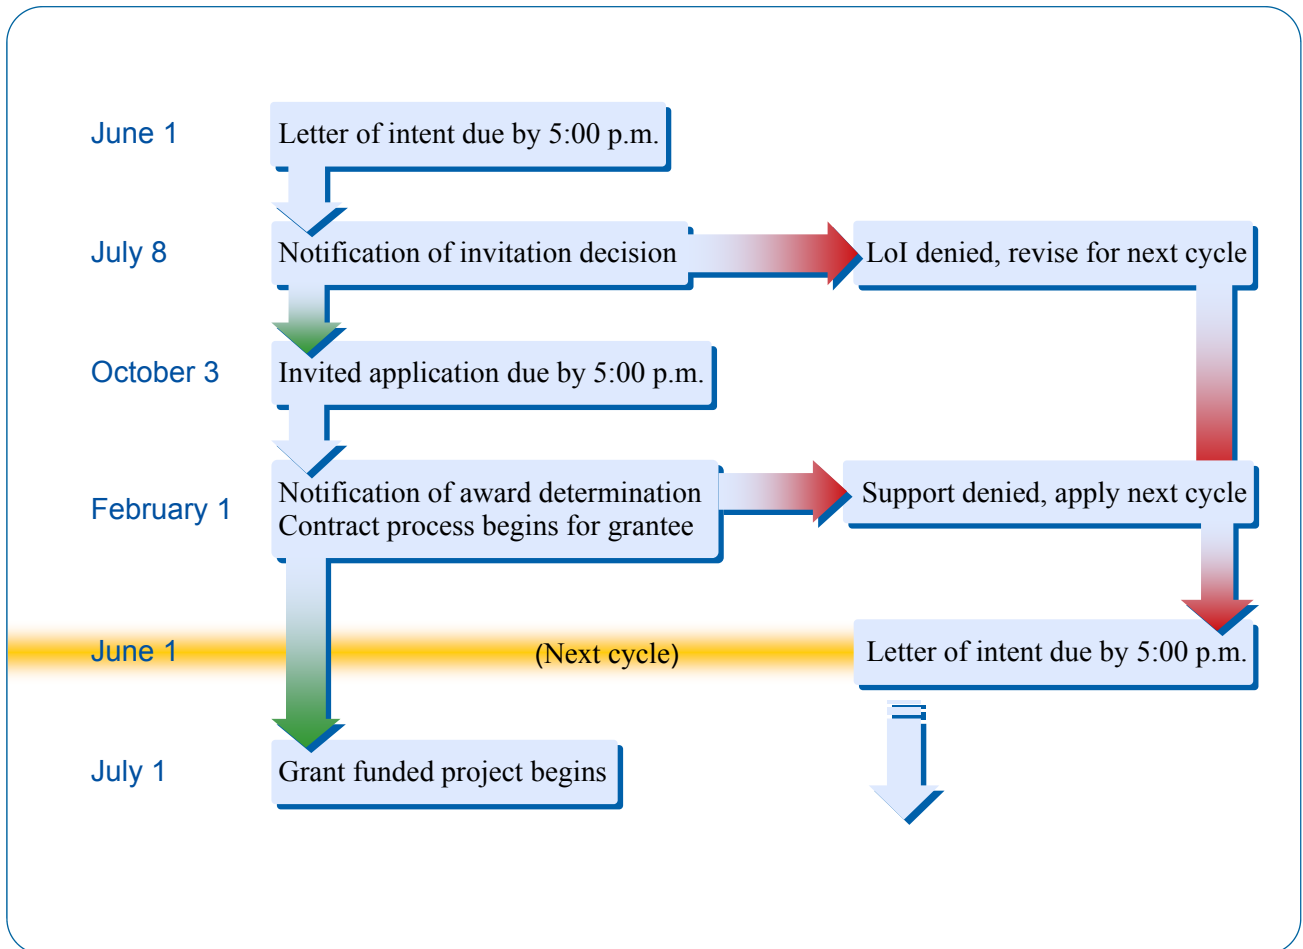 June 1
Letter of intent due by 5:00 p.m.
July 8
Notification of invitation decision
LoI denied, revise for next cycle
October 3
Invited application due by 5:00 p.m.
February 1
Notification of award determination
Contract process begins for grantee
Support denied, apply next cycle
June 1
(Next cycle)
Letter of intent due by 5:00 p.m.
July 1
Grant funded project begins